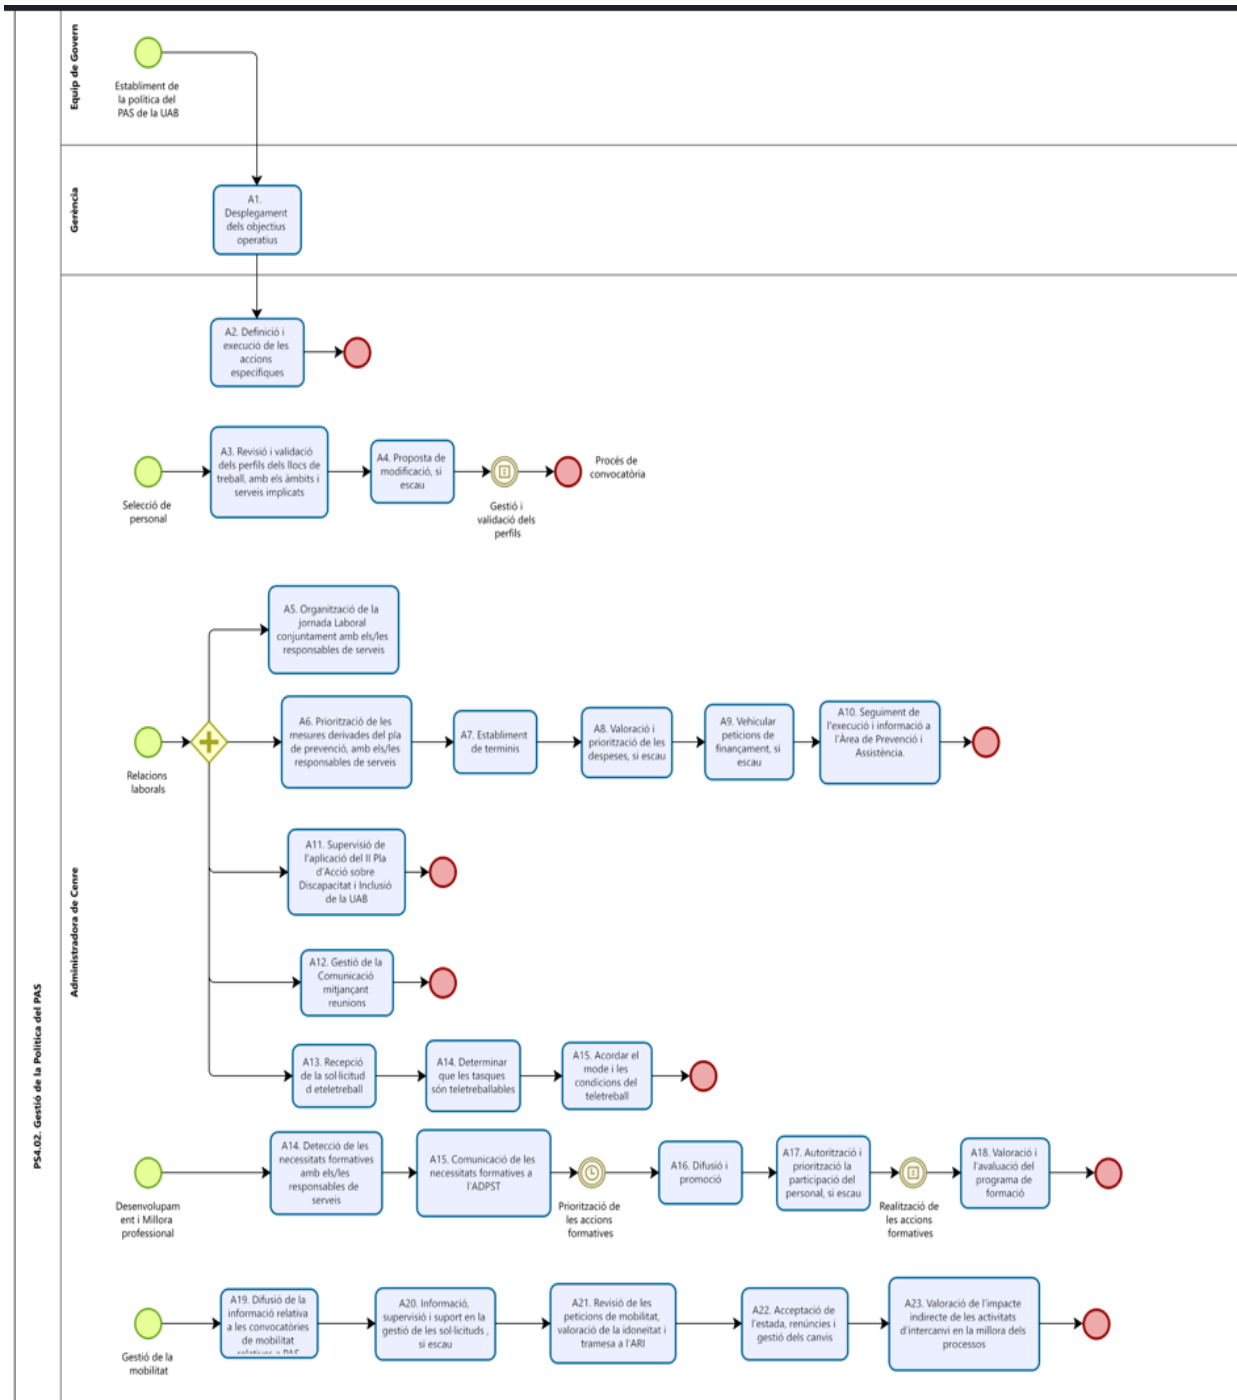 PS4.02. Gestió de la Política del PAS
Equip de Govern
Establiment de
la política del
PAS de la UAB
Gerència
A1.
Desplegament
dels objectius
operatius
Administradora de Cenre
A2. Definició i
execució de les
accions
específiques
Selecció de
personal
A3. Revisió i validació
dels perfils dels llocs de
treball, amb els àmbits i
serveis implicats
A4. Proposta de
modificació, si
escau
Gestió i
validació dels
perfils
Procés de
convocatòria
Relacions
laborals
A5. Organització de la
jornada Laboral
conjuntament amb els/les
responsables de serveis
A6. Priorització de les
mesures derivades del pla
de prevenció, amb els/les
responsables de serveis
A7. Establiment
de terminis
A8. Valoració i
priorització de les
despeses, si escau
A9. Vehicular
peticions de
finançament, si
escau
A10. Seguiment de
l'execució i informació a
l'Àrea de Prevenció i
Assistència.
A11. Supervisió de
l'aplicació del II Pla
d'Acció sobre
Discapacitat i Inclusió
de la UAB
A12. Gestió de la
Comunicació
mitjançant
reunions
A13. Recepció
de la sol·licitud
d eteletreball
A14. Determinar
que les tasques
són teletreballables
A15. Acordar el
mode i les
condicions del
teletreball
Desenvolupam
ent i Millora
professional
A14. Detecció de les
necessitats formatives
amb els/les
responsables de
serveis
A15. Comunicació de les
necessitats formatives a
l'ADPST
Priorització de
les accions
formatives
A16. Difusió i
promoció
A17. Autorització i
priorització la
participació del
personal, si escau
Realització de
les accions
formatives
A18. Valoració i
l'avaluació del
programa de
formació
Gestió de la
mobilitat
A19. Difusió de la
informació relativa
a les convocatòries
de mobilitat
relatives a PAS
A20. Informació,
supervisió i suport en la
gestió de les sol·licituds ,
si escau
A21. Revisió de les
peticions de mobilitat,
valoració de la idoneïtat i
tramesa a l'ARI
A22. Acceptació de
l'estada, renúncies i
gestió dels canvis
A23. Valoració de l'impacte
indirecte de les activitats
d'intercanvi en la millora dels
processos